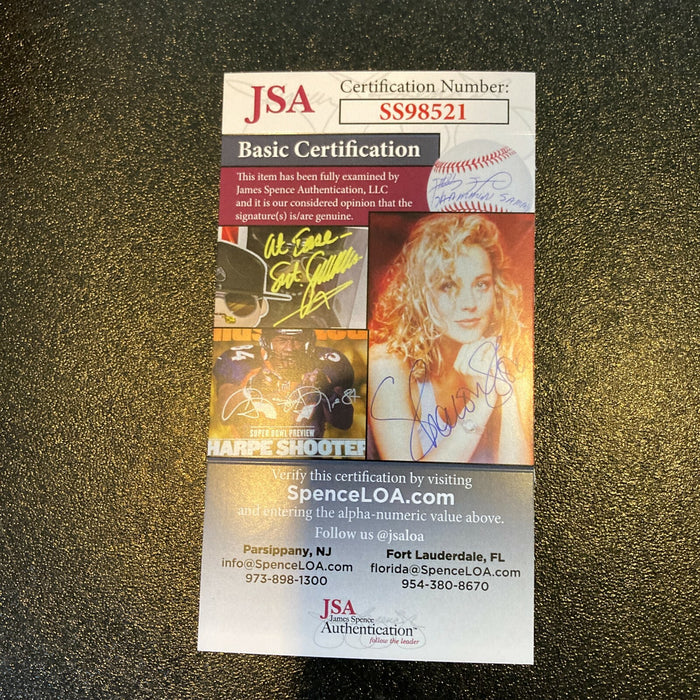 JSA
Certification Number:
SS98521
Basic Certification
This item has been fully examined by
James Spence Authentication, LLC
and it is our considered opinion that the
signature(s) is/are genuine.
At Ease -
Sgt.
84
SUPER BOWL PREVIEW
HARPE SHOOTER
Verify this certification by visiting
SpenceLOA.com
and entering the alpha-numeric value above.
Follow us @jsaloa
Parsippany, NJ
info@SpenceLOA.com
973-898-1300
Fort Lauderdale, FL
florida@SpenceLOA.com
954-380-8670
JSA
James Spence
Authentication™
follow the leader